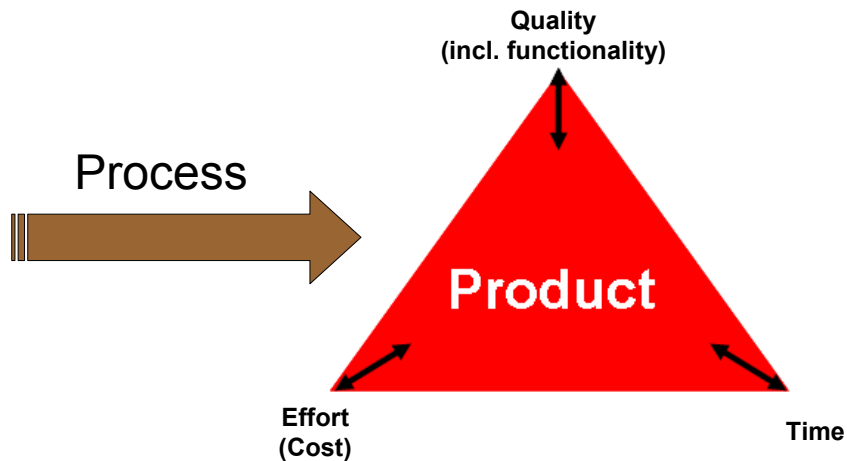 Quality
(incl. functionality)
Process
Product
Effort
(Cost)
Time